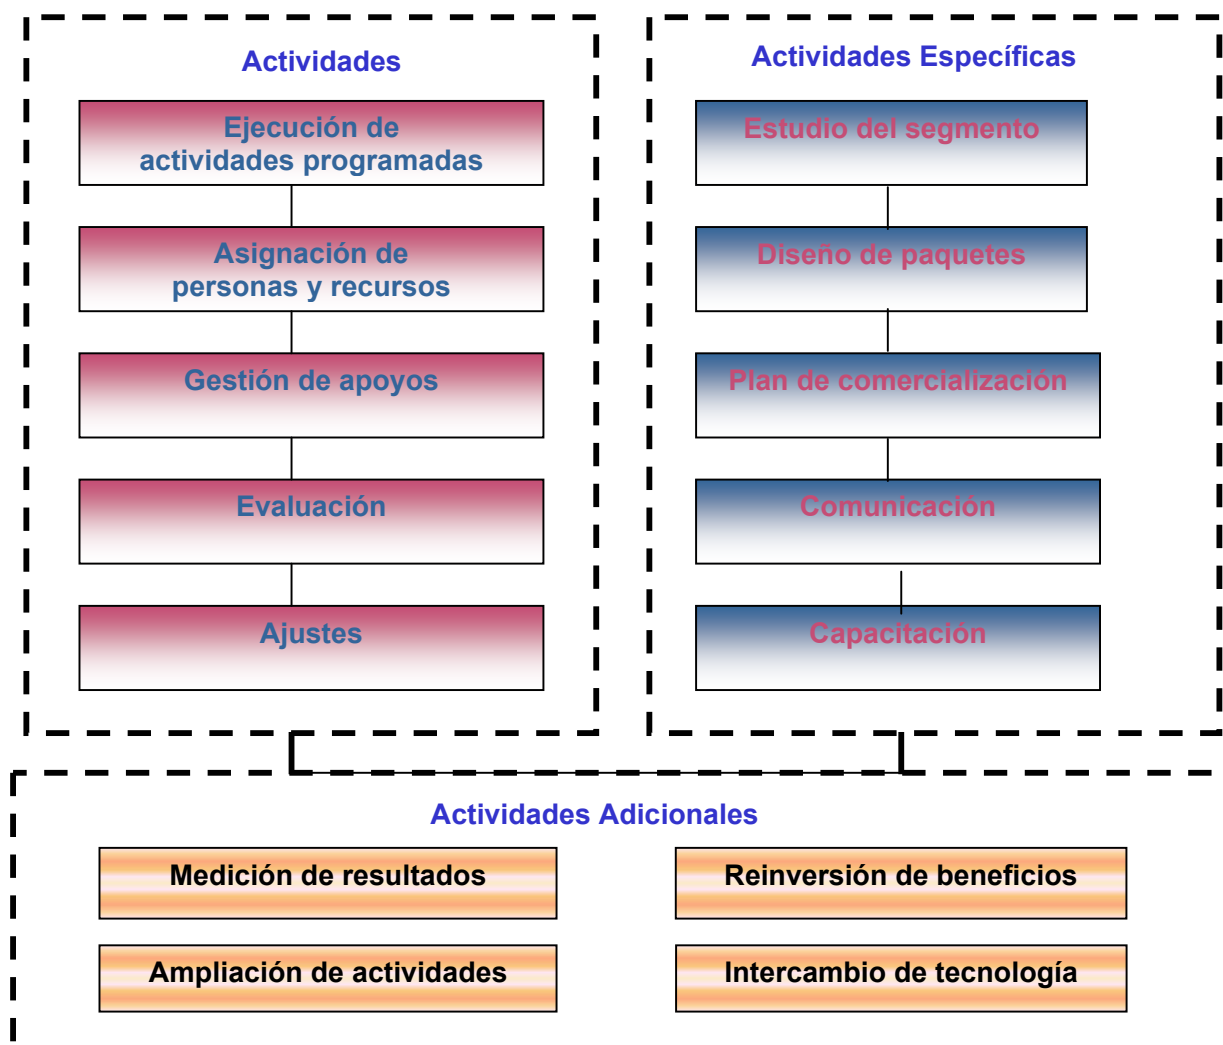 Actividades
Ejecución de
actividades programadas
Asignación de
personas y recursos
Gestión de apoyos
Evaluación
Ajustes
Actividades Específicas
Estudio del segmento
Diseño de paquetes
Plan de comercialización
Comunicación
Capacitación
Actividades Adicionales
Medición de resultados
Reinversión de beneficios
Ampliación de actividades
Intercambio de tecnología